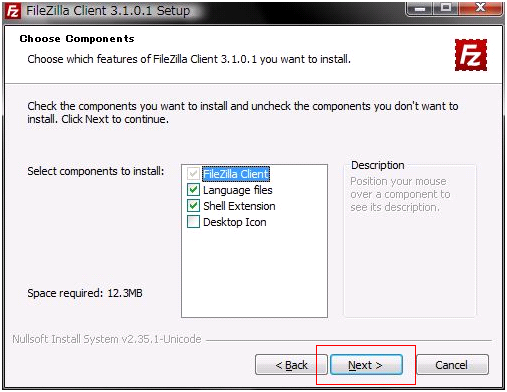 FileZilla Client 3.1.0.1 Setup
Choose Components
Choose which features of FileZilla Client 3.1.0.1 you want to install.
Fz
Check the components you want to install and uncheck the components you don't want to
install. Click Next to continue.
Select components to install:
FileZilla Client
Language files
Shell Extension
Desktop Icon
Description
Position your mouse
over a component to
see its description.
Space required: 12.3MB
Nullsoft Install System v2.35.1-Unicode
< Back
Next >
Cancel